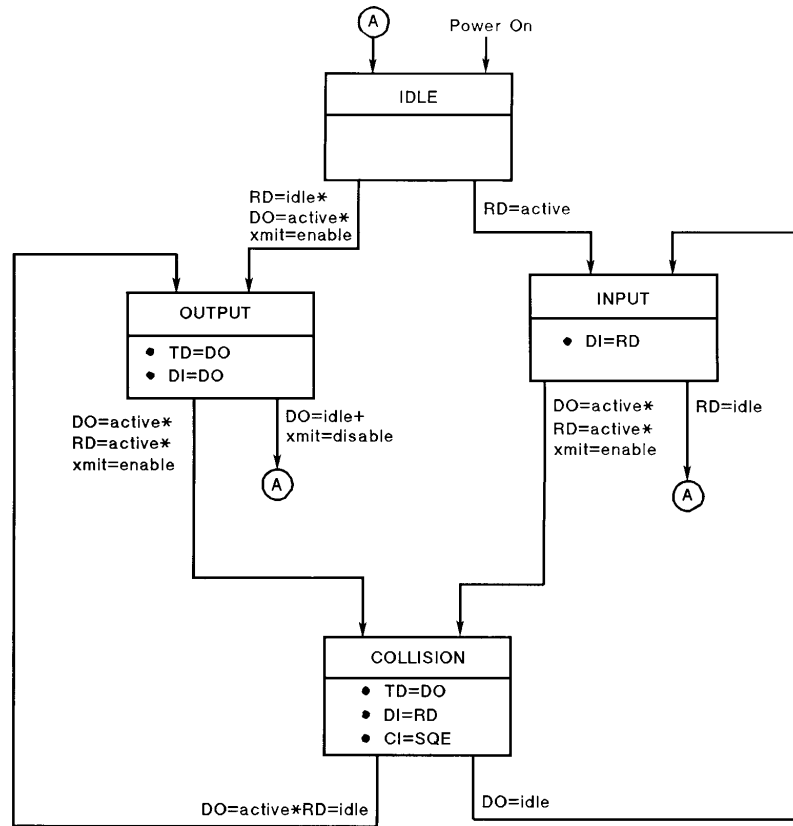 A
Power On
IDLE
RD=idle*
DO=active*
xmit=enable
RD=active
OUTPUT
• TD=DO
• DI=DO
INPUT
• DI=RD
DO=active*
RD=active*
xmit=enable
DO=idle+
xmit=disable
A
DO=active*
RD=active*
xmit=enable
RD=idle
A
COLLISION
• TD=DO
• DI=RD
• CI=SQE
DO=active*RD=idle
DO=idle